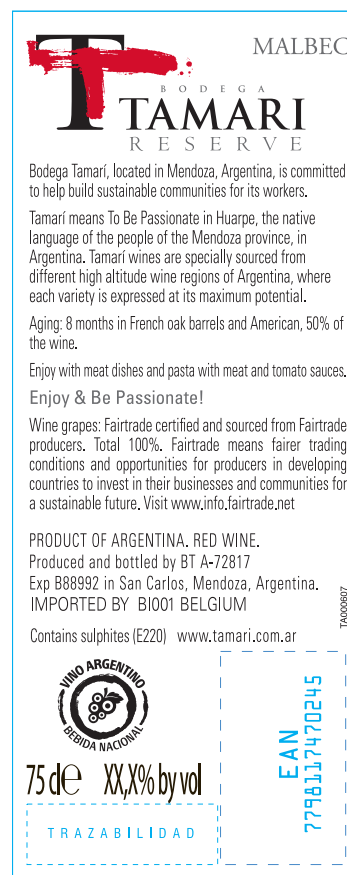 MALBEC
T
BODEGA
TAMARI
RESERVE
Bodega Tamarí, located in Mendoza, Argentina, is committed
to help build sustainable communities for its workers.
Tamarí means To Be Passionate in Huarpe, the native
language of the people of the Mendoza province, in
Argentina. Tamarí wines are specially sourced from
different high altitude wine regions of Argentina, where
each variety is expressed at its maximum potential.
Aging: 8 months in French oak barrels and American, 50% of
the wine.
Enjoy with meat dishes and pasta with meat and tomato sauces.
Enjoy & Be Passionate!
Wine grapes: Fairtrade certified and sourced from Fairtrade
producers. Total 100%. Fairtrade means fairer trading
conditions and opportunities for producers in developing
countries to invest in their businesses and communities for
a sustainable future. Visit www.info.fairtrade.net
PRODUCT OF ARGENTINA. RED WINE.
Produced and bottled by BT A-72817
Exp B88992 in San Carlos, Mendoza, Argentina.
IMPORTED BY BI001 BELGIUM
TA000607
Contains sulphites (E220) www.tamari.com.ar
VINO ARGENTINO
BEBIDA NACIONAL
75 cl e XX,X% by vol
TRAZABILIDAD
EAN
7798117470245